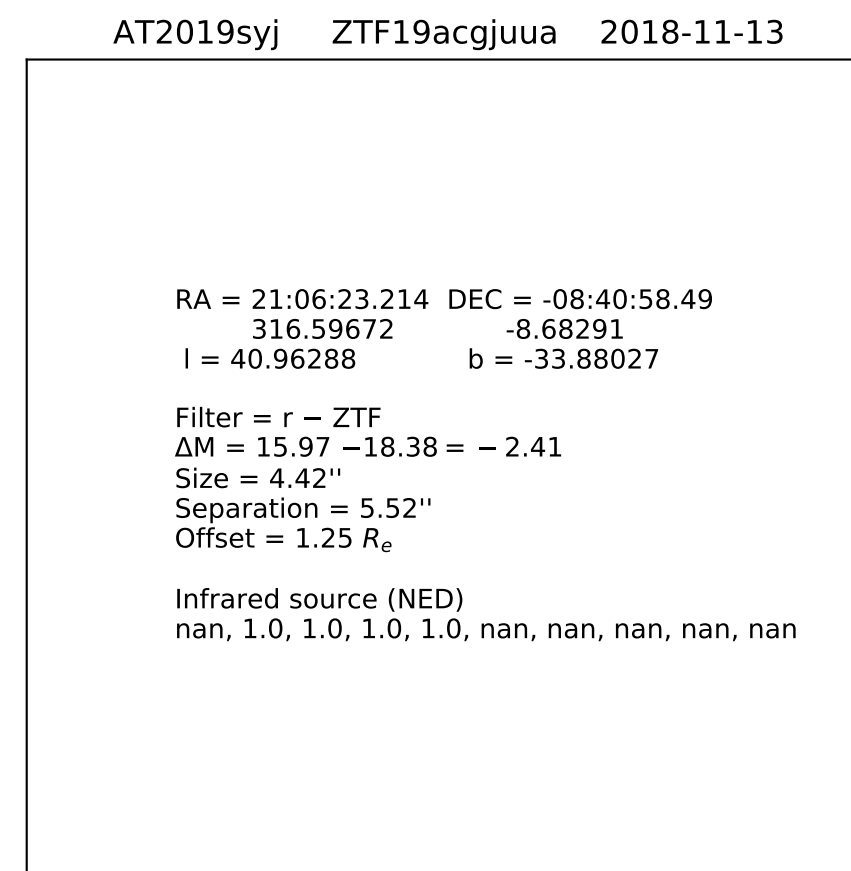 AT2019syj ZTF19acgjuua 2018-11-13
RA = 21:06:23.214 DEC = -08:40:58.49
316.59672 -8.68291
l = 40.96288 b = -33.88027
Filter = r − ZTF
ΔM = 15.97 −18.38 = − 2.41
Size = 4.42''
Separation = 5.52''
Offset = 1.25 Re
Infrared source (NED)
nan, 1.0, 1.0, 1.0, 1.0, nan, nan, nan, nan, nan